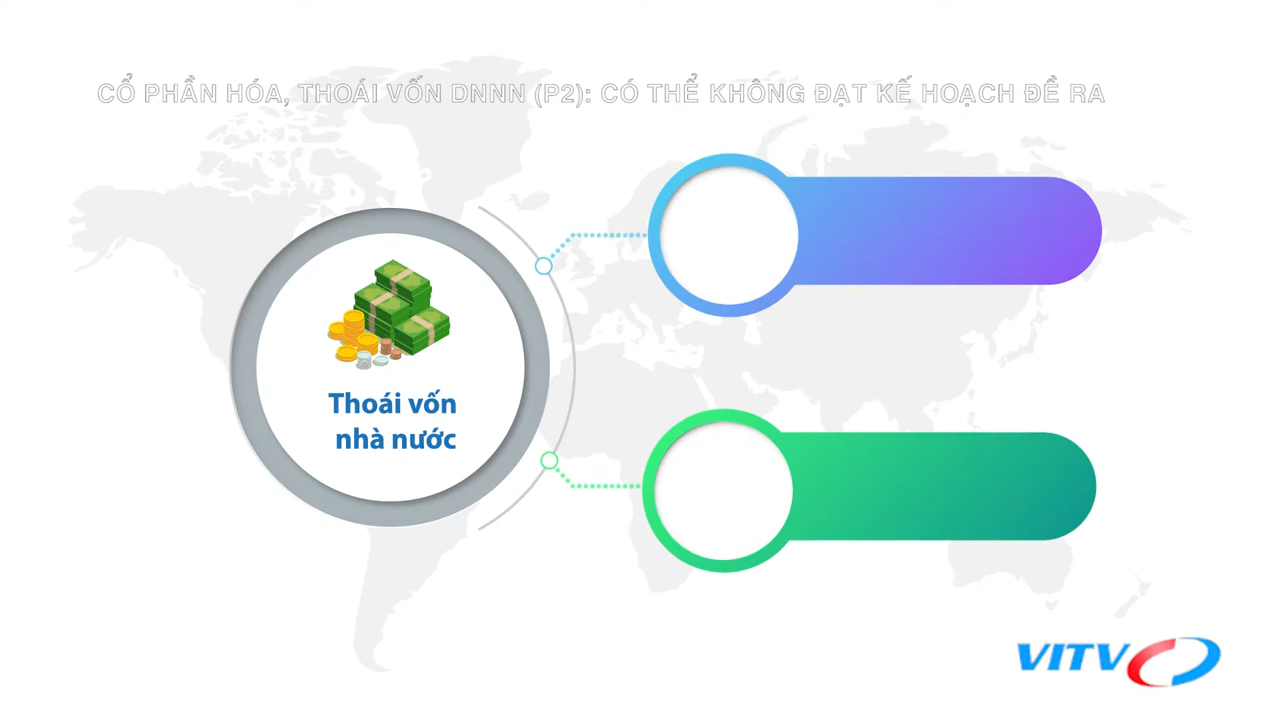 CỔ PHẦN HÓA, THOÁI VỐN DNNN (P2): CÓ THỂ KHÔNG ĐẠT KẾ HOẠCH ĐỀ RA
Thoái vốn
nhà nước
VITV